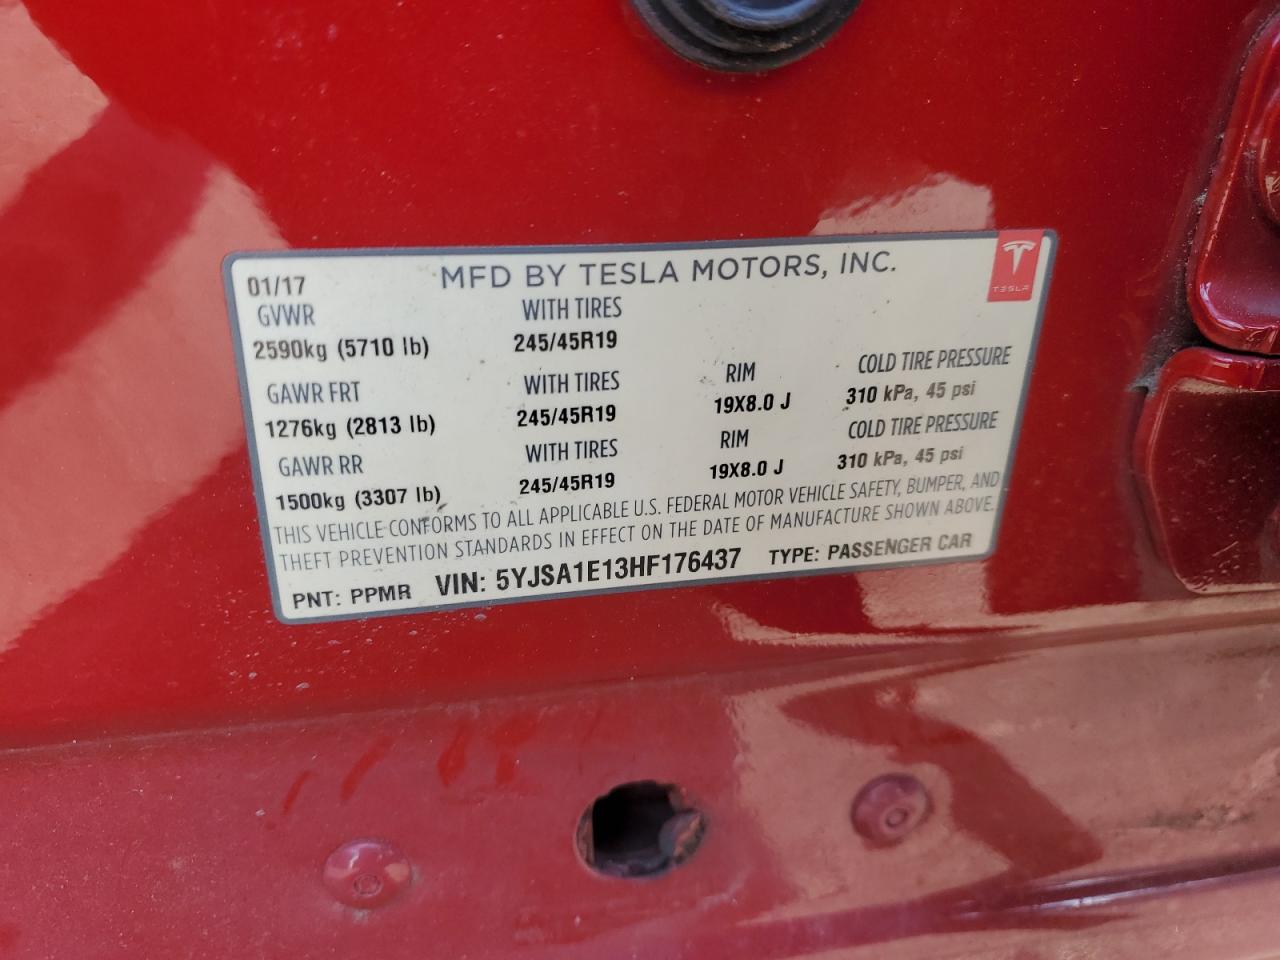 01/17 MFD BY TESLA MOTORS, INC. TESLA
GVWR WITH TIRES
2590kg (5710 lb) 245/45R19
GAWR FRT WITH TIRES RIM COLD TIRE PRESSURE
1276kg (2813 lb) 245/45R19 19X8.0 J 310 kPa, 45 psi
GAWR RR WITH TIRES RIM COLD TIRE PRESSURE
1500kg (3307 lb) 245/45R19 19X8.0 J 310 kPa, 45 psi
THIS VEHICLE CONFORMS TO ALL APPLICABLE U.S. FEDERAL MOTOR VEHICLE SAFETY, BUMPER, AND
THEFT PREVENTION STANDARDS IN EFFECT ON THE DATE OF MANUFACTURE SHOWN ABOVE.
PNT: PPMR VIN: 5YJSA1E13HF176437 TYPE: PASSENGER CAR